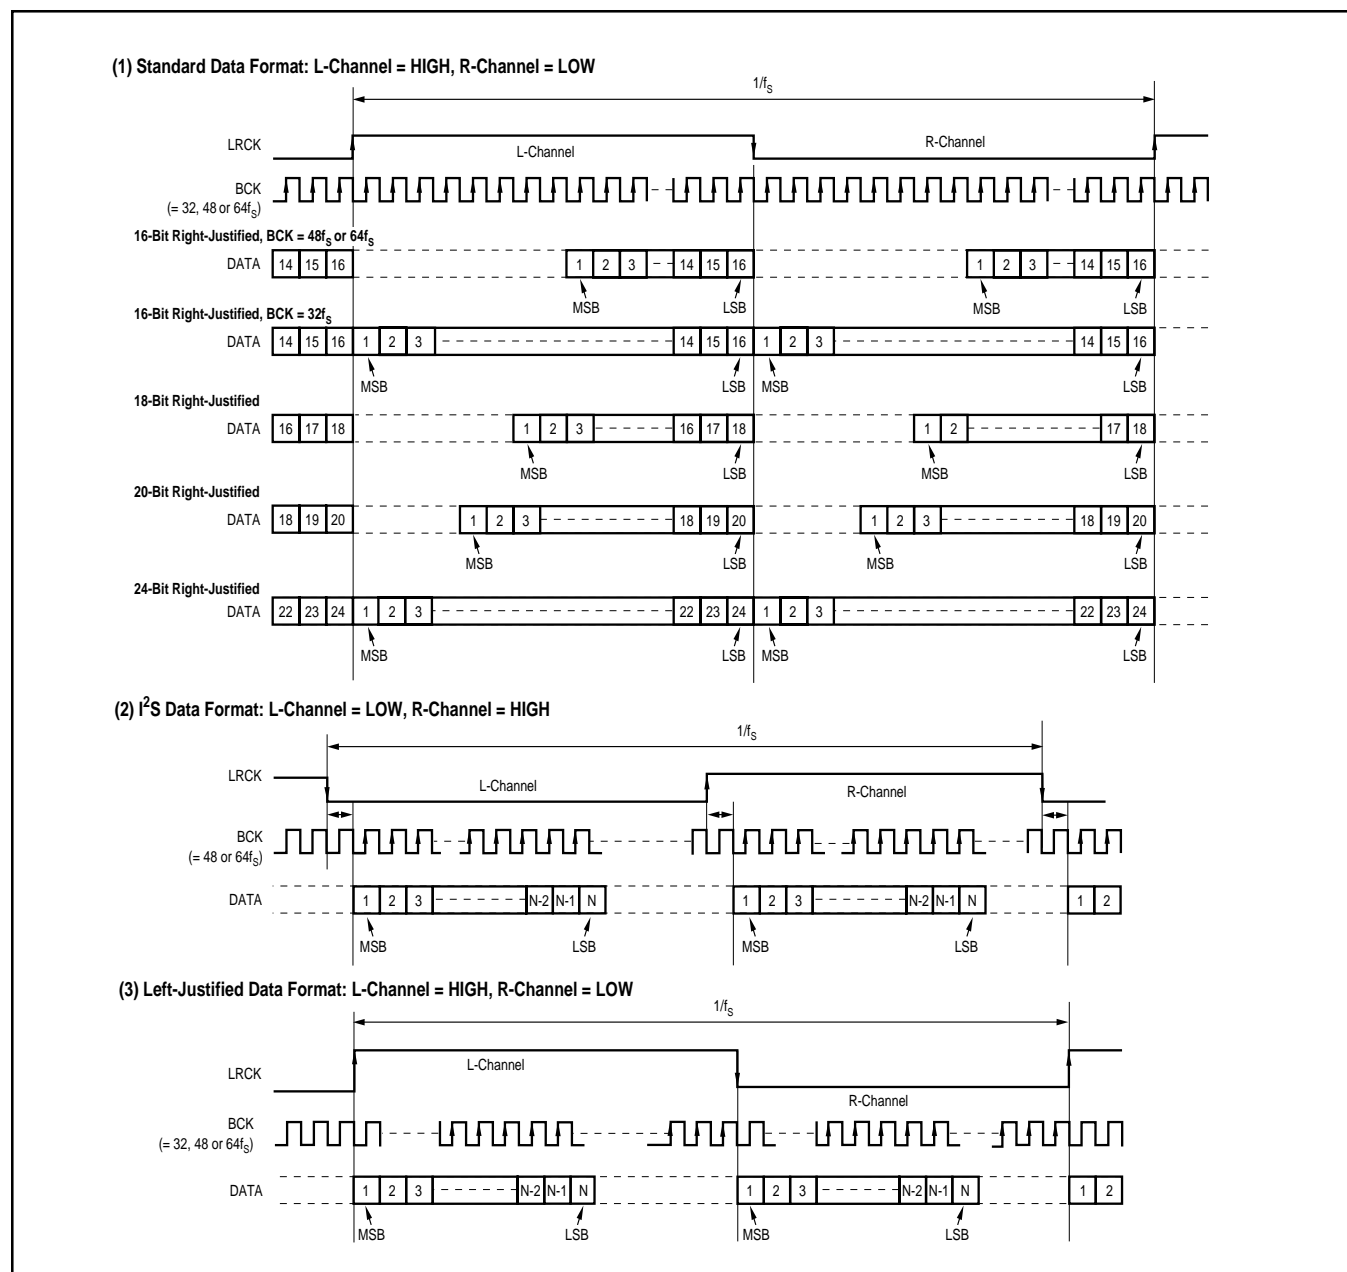 (1) Standard Data Format: L-Channel = HIGH, R-Channel = LOW
1/fS
LRCK
L-Channel
R-Channel
BCK
(= 32, 48 or 64fS)
16-Bit Right-Justified, BCK = 48fS or 64fS
DATA 14 15 16 1 2 3 14 15 16 1 2 3 14 15 16
MSB LSB MSB LSB
16-Bit Right-Justified, BCK = 32fS
DATA 14 15 16 1 2 3 14 15 16 1 2 3 14 15 16
MSB LSB MSB LSB
18-Bit Right-Justified
DATA 16 17 18 1 2 3 16 17 18 1 2 17 18
MSB LSB MSB LSB
20-Bit Right-Justified
DATA 18 19 20 1 2 3 18 19 20 1 2 3 18 19 20
MSB LSB MSB LSB
24-Bit Right-Justified
DATA 22 23 24 1 2 3 22 23 24 1 2 3 22 23 24
MSB LSB MSB LSB
(2) I²S Data Format: L-Channel = LOW, R-Channel = HIGH
1/fS
LRCK
L-Channel
R-Channel
BCK
(= 48 or 64fS)
DATA 1 2 3 N-2 N-1 N 1 2 3 N-2 N-1 N 1 2
MSB LSB MSB LSB
(3) Left-Justified Data Format: L-Channel = HIGH, R-Channel = LOW
1/fS
L-Channel
LRCK
R-Channel
BCK
(= 32, 48 or 64fS)
DATA 1 2 3 N-2 N-1 N 1 2 3 N-2 N-1 N 1 2
MSB LSB MSB LSB